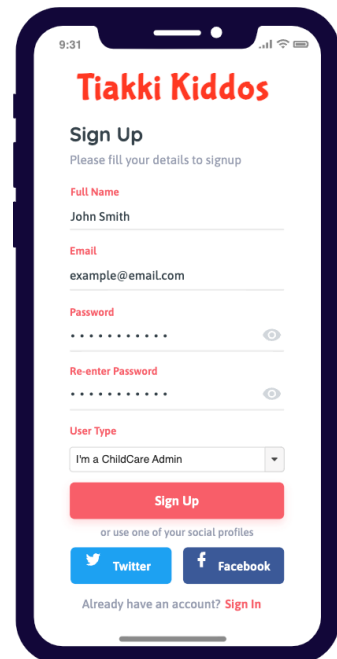 9:31
Tiakki Kiddos
Sign Up
Please fill your details to signup
Full Name
John Smith
Email
example@email.com
Password
Re-enter Password
User Type
I'm a ChildCare Admin
Sign Up
or use one of your social profiles
Twitter
Facebook
Already have an account? Sign In